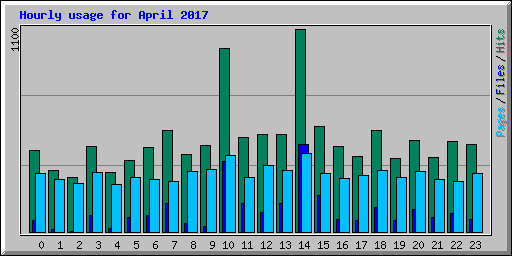 Hourly usage for April 2017
1100
Pages / Files / Hits
0 1 2 3 4 5 6 7 8 9 10 11 12 13 14 15 16 17 18 19 20 21 22 23